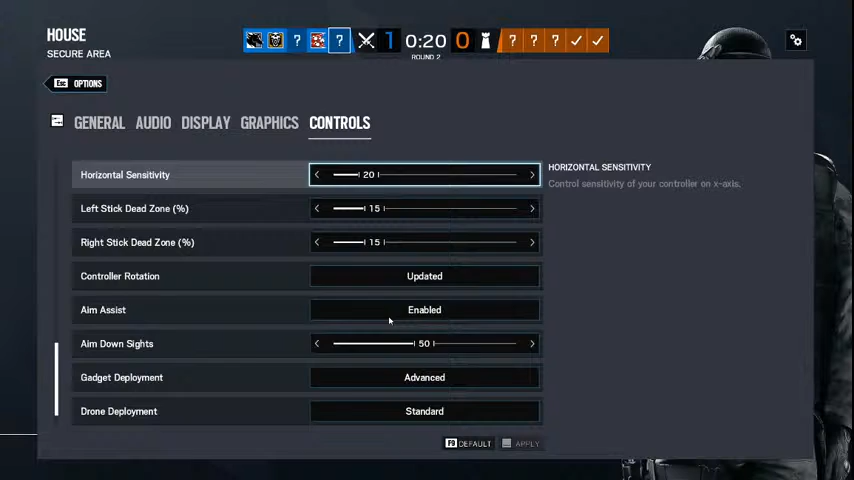 HOUSE
SECURE AREA
? ? 1 0:20 0 ? ? ?
ROUND 2
Esc OPTIONS
GENERAL AUDIO DISPLAY GRAPHICS CONTROLS
Horizontal Sensitivity 20
HORIZONTAL SENSITIVITY
Control sensitivity of your controller on x-axis.
Left Stick Dead Zone (%) 15
Right Stick Dead Zone (%) 15
Controller Rotation Updated
Aim Assist Enabled
Aim Down Sights 50
Gadget Deployment Advanced
Drone Deployment Standard
F9 DEFAULT APPLY